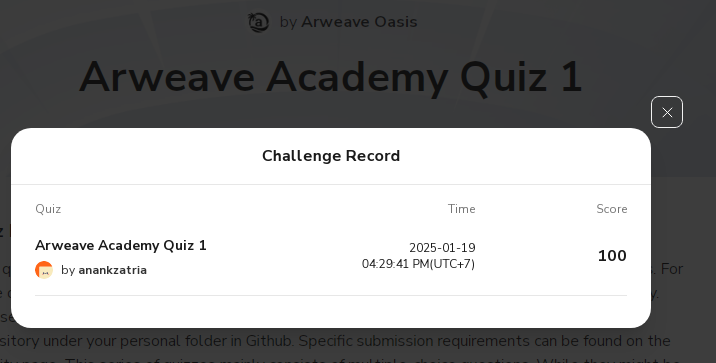 by Arweave Oasis
Arweave Academy Quiz 1
Challenge Record
Quiz Time Score
Arweave Academy Quiz 1
by anankzatria
2025-01-19
04:29:41 PM(UTC+7)
100
s. For
y.
sitory under your personal folder in Github. Specific submission requirements can be found on the